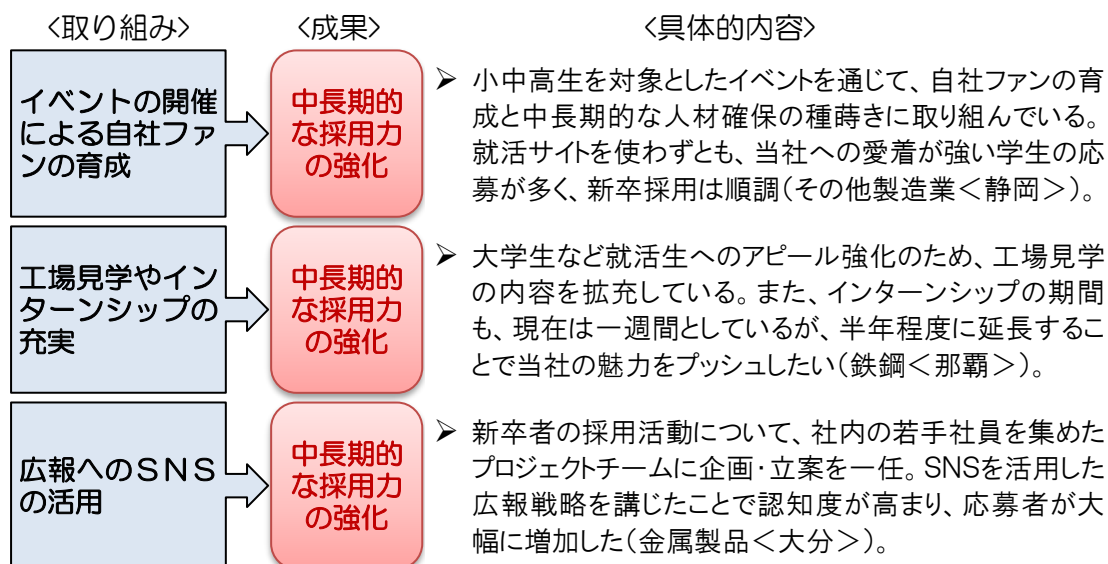 <取り組み>
<成果>
<具体的内容>
イベントの開催
による自社ファ
ンの育成
中長期的
な採用力
の強化
➢ 小中高生を対象としたイベントを通じて、自社ファンの育
成と中長期的な人材確保の種蒔きに取り組んでいる。
就活サイトを使わずとも、当社への愛着が強い学生の応
募が多く、新卒採用は順調(その他製造業<静岡>)。
工場見学やイン
ターンシップの
充実
中長期的
な採用力
の強化
➢ 大学生など就活生へのアピール強化のため、工場見学
の内容を拡充している。また、インターンシップの期間
も、現在は一週間としているが、半年程度に延長するこ
とで当社の魅力をプッシュしたい(鉄鋼<那覇>)。
広報へのSNS
の活用
中長期的
な採用力
の強化
➢ 新卒者の採用活動について、社内の若手社員を集めた
プロジェクトチームに企画・立案を一任。SNSを活用した
広報戦略を講じたことで認知度が高まり、応募者が大
幅に増加した(金属製品<大分>)。